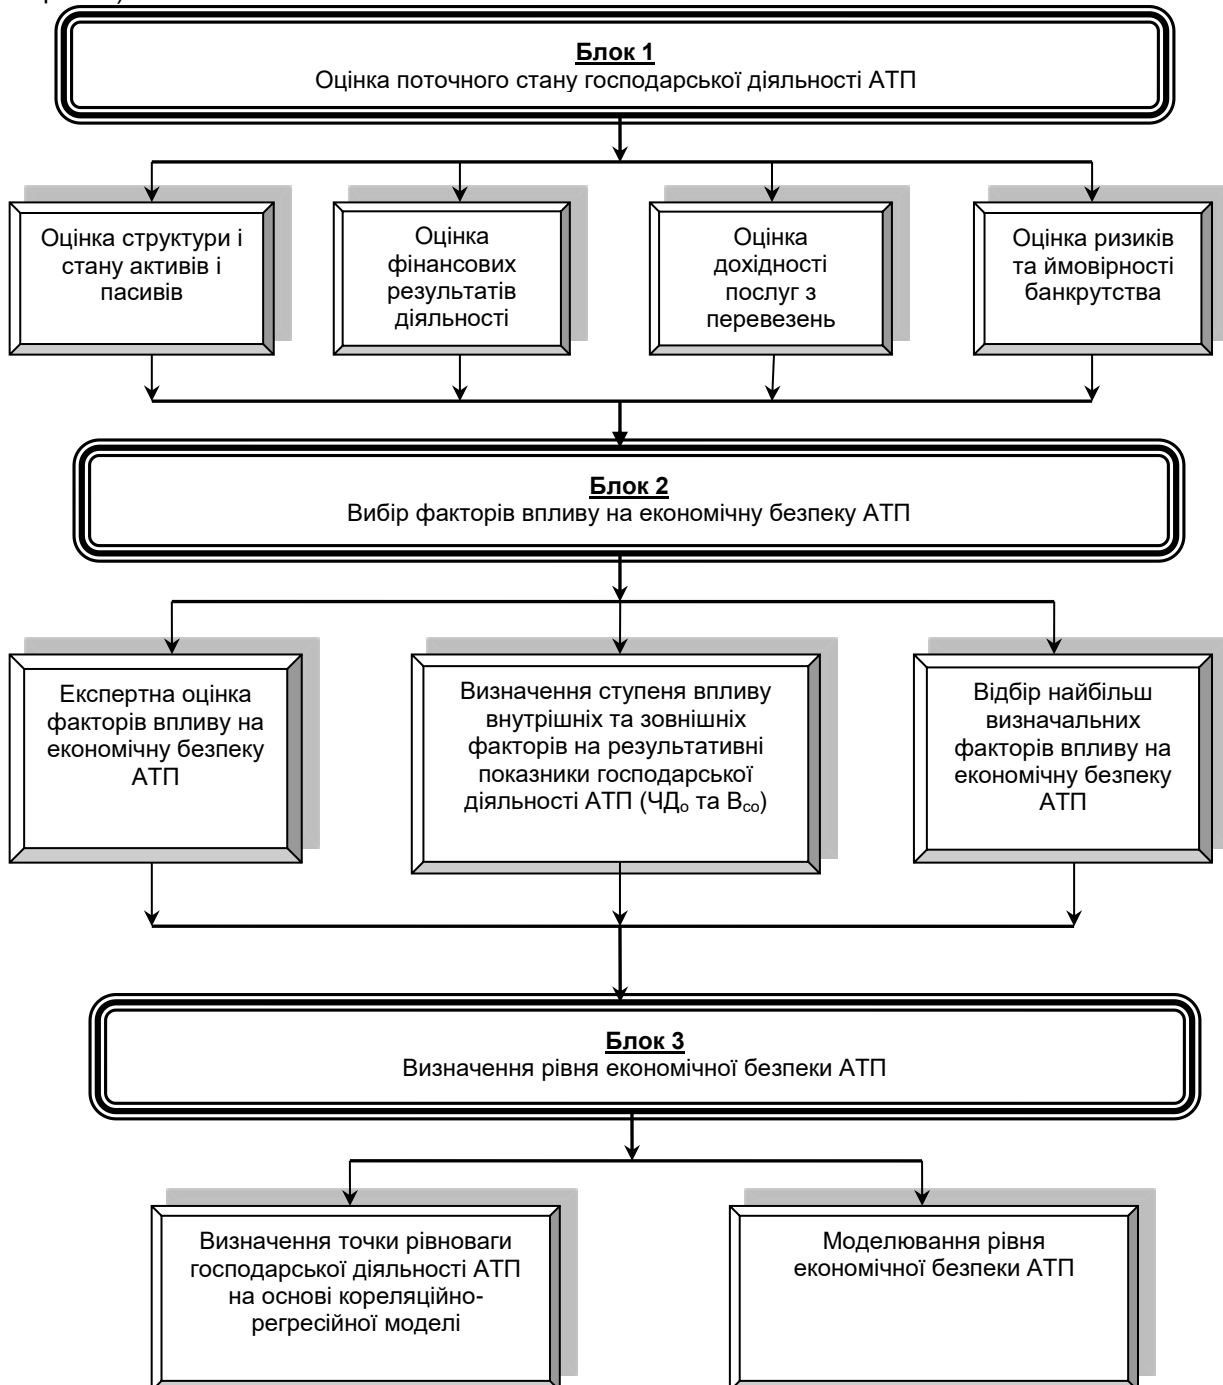 Блок 1
Оцінка поточного стану господарської діяльності АТП
Оцінка структури і
стану активів і
пасивів
Оцінка
фінансових
результатів
діяльності
Оцінка
дохідності
послуг з
перевезень
Оцінка ризиків
та ймовірності
банкрутства
Блок 2
Вибір факторів впливу на економічну безпеку АТП
Експертна оцінка
факторів впливу на
економічну безпеку
АТП
Визначення ступеня впливу
внутрішніх та зовнішніх
факторів на результативні
показники господарської
діяльності АТП (ЧДо та Всо)
Відбір найбільш
визначальних
факторів впливу на
економічну безпеку
АТП
Блок 3
Визначення рівня економічної безпеки АТП
Визначення точки рівноваги
господарської діяльності АТП
на основі кореляційно-
регресійної моделі
Моделювання рівня
економічної безпеки АТП